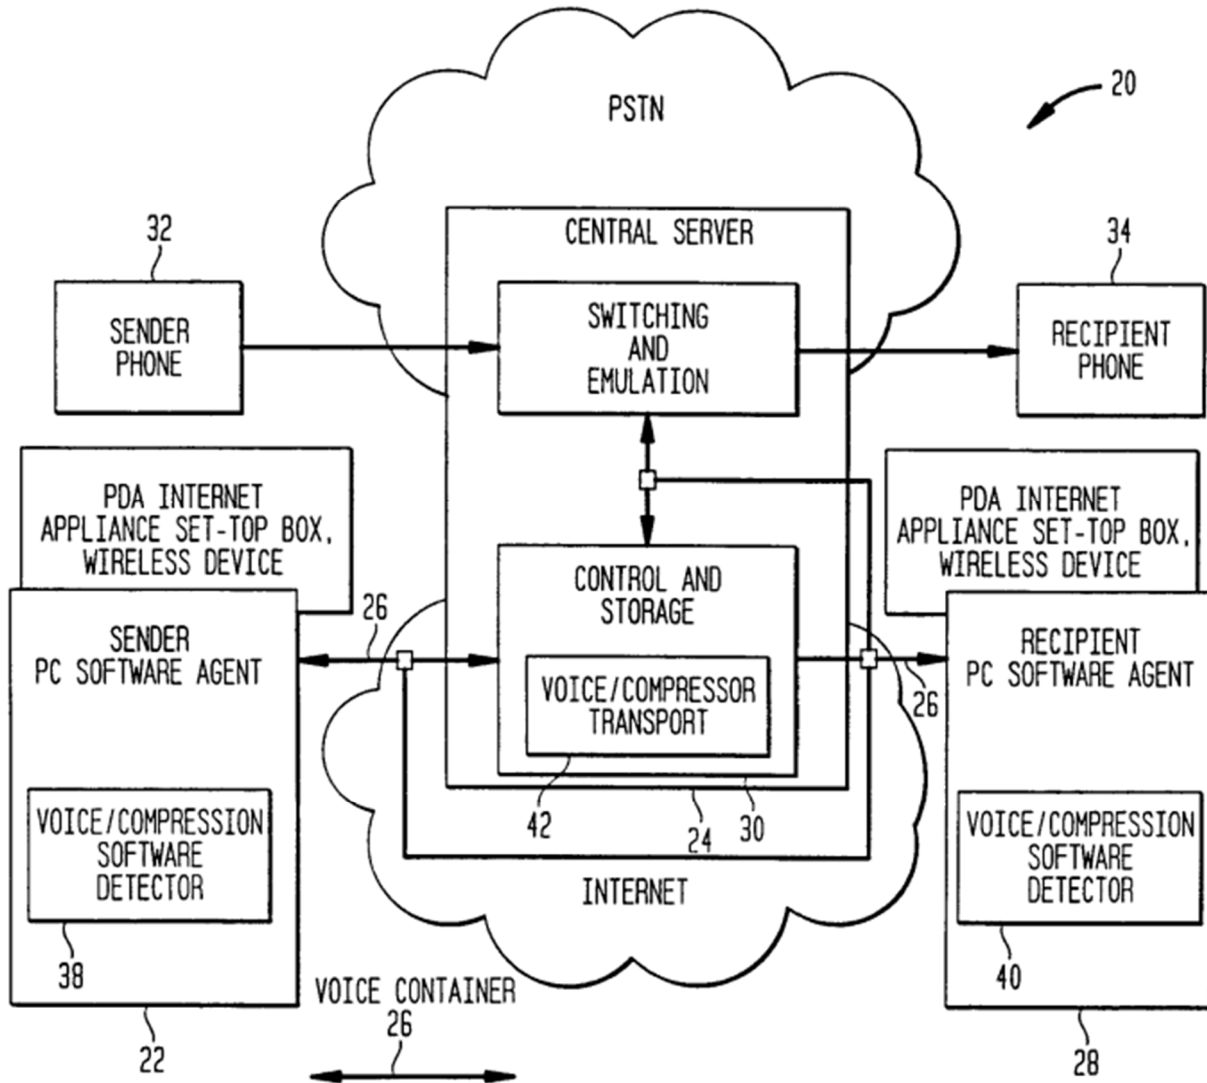 PSTN
20
CENTRAL SERVER
32
34
SENDER
PHONE
SWITCHING
AND
EMULATION
RECIPIENT
PHONE
PDA INTERNET
APPLIANCE SET-TOP BOX,
WIRELESS DEVICE
PDA INTERNET
APPLIANCE SET-TOP BOX,
WIRELESS DEVICE
SENDER
PC SOFTWARE AGENT
26
CONTROL AND
STORAGE
RECIPIENT
PC SOFTWARE AGENT
26
VOICE/COMPRESSOR
TRANSPORT
42
24
30
VOICE/COMPRESSION
SOFTWARE
DETECTOR
VOICE/COMPRESSION
SOFTWARE
DETECTOR
INTERNET
38
40
VOICE CONTAINER
26
22
28